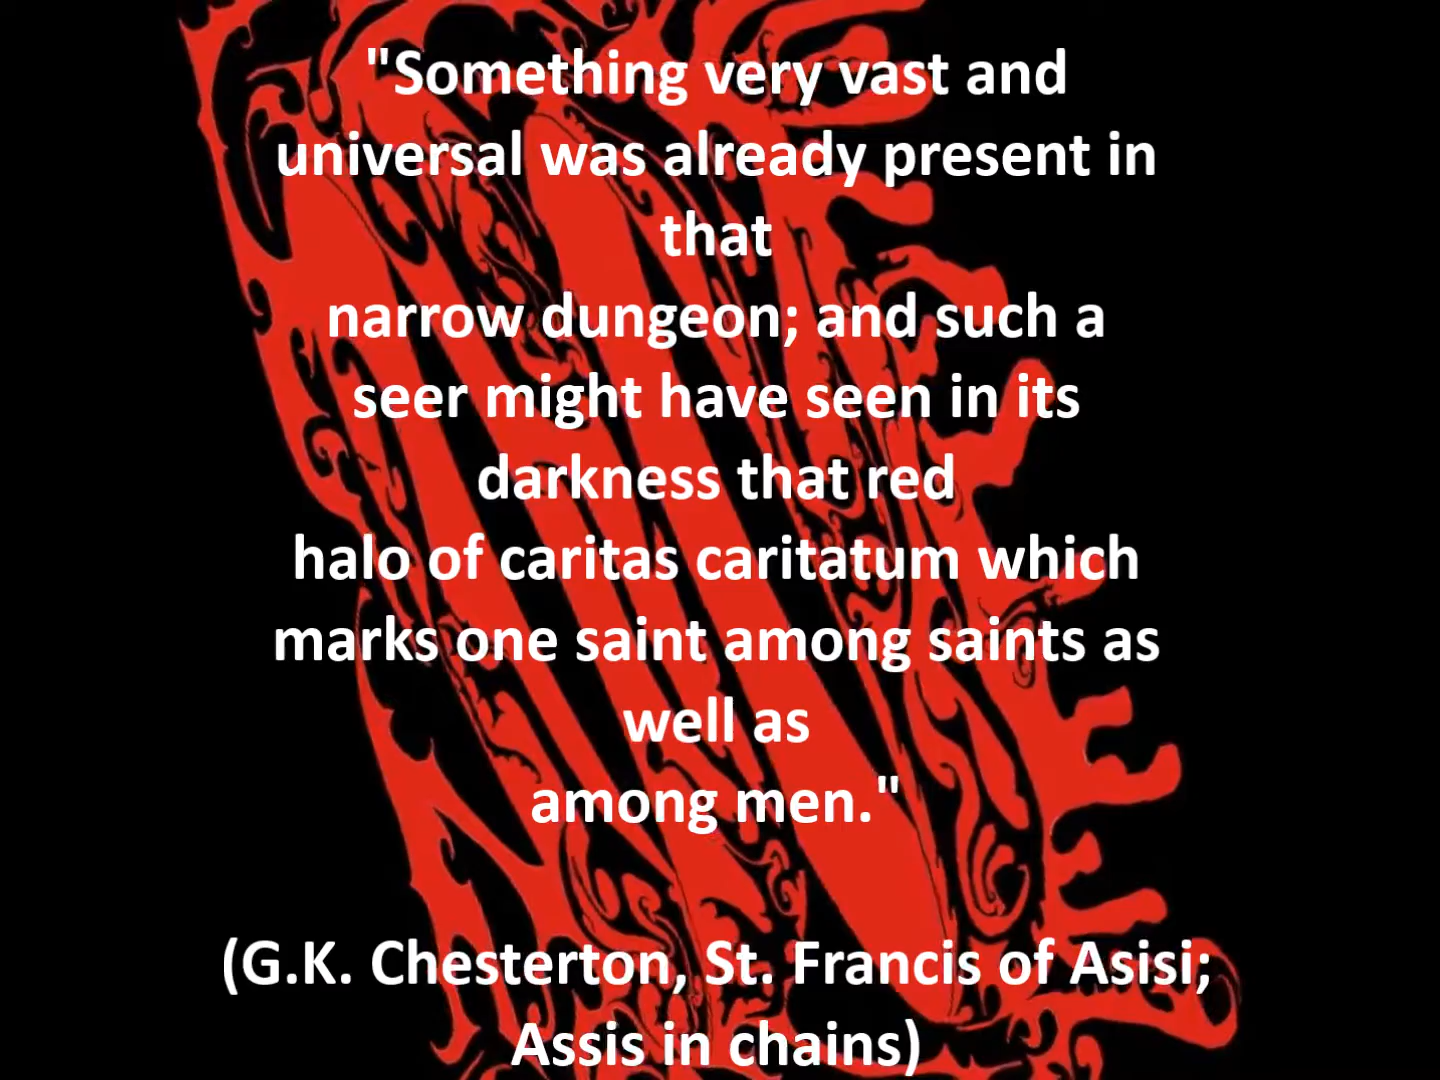 "Something very vast and
universal was already present in
that
narrow dungeon; and such a
seer might have seen in its
darkness that red
halo of caritas caritatum which
marks one saint among saints as
well as
among men."
(G.K. Chesterton, St. Francis of Asisi;
Assis in chains)